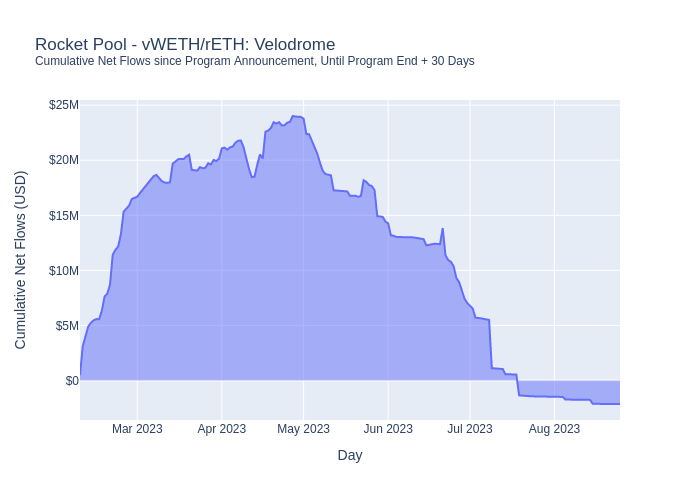 Rocket Pool - vWETH/rETH: Velodrome
Cumulative Net Flows since Program Announcement, Until Program End + 30 Days
Cumulative Net Flows (USD)
$25M
$20M
$15M
$10M
$5M
$0
Mar 2023 Apr 2023 May 2023 Jun 2023 Jul 2023 Aug 2023
Day